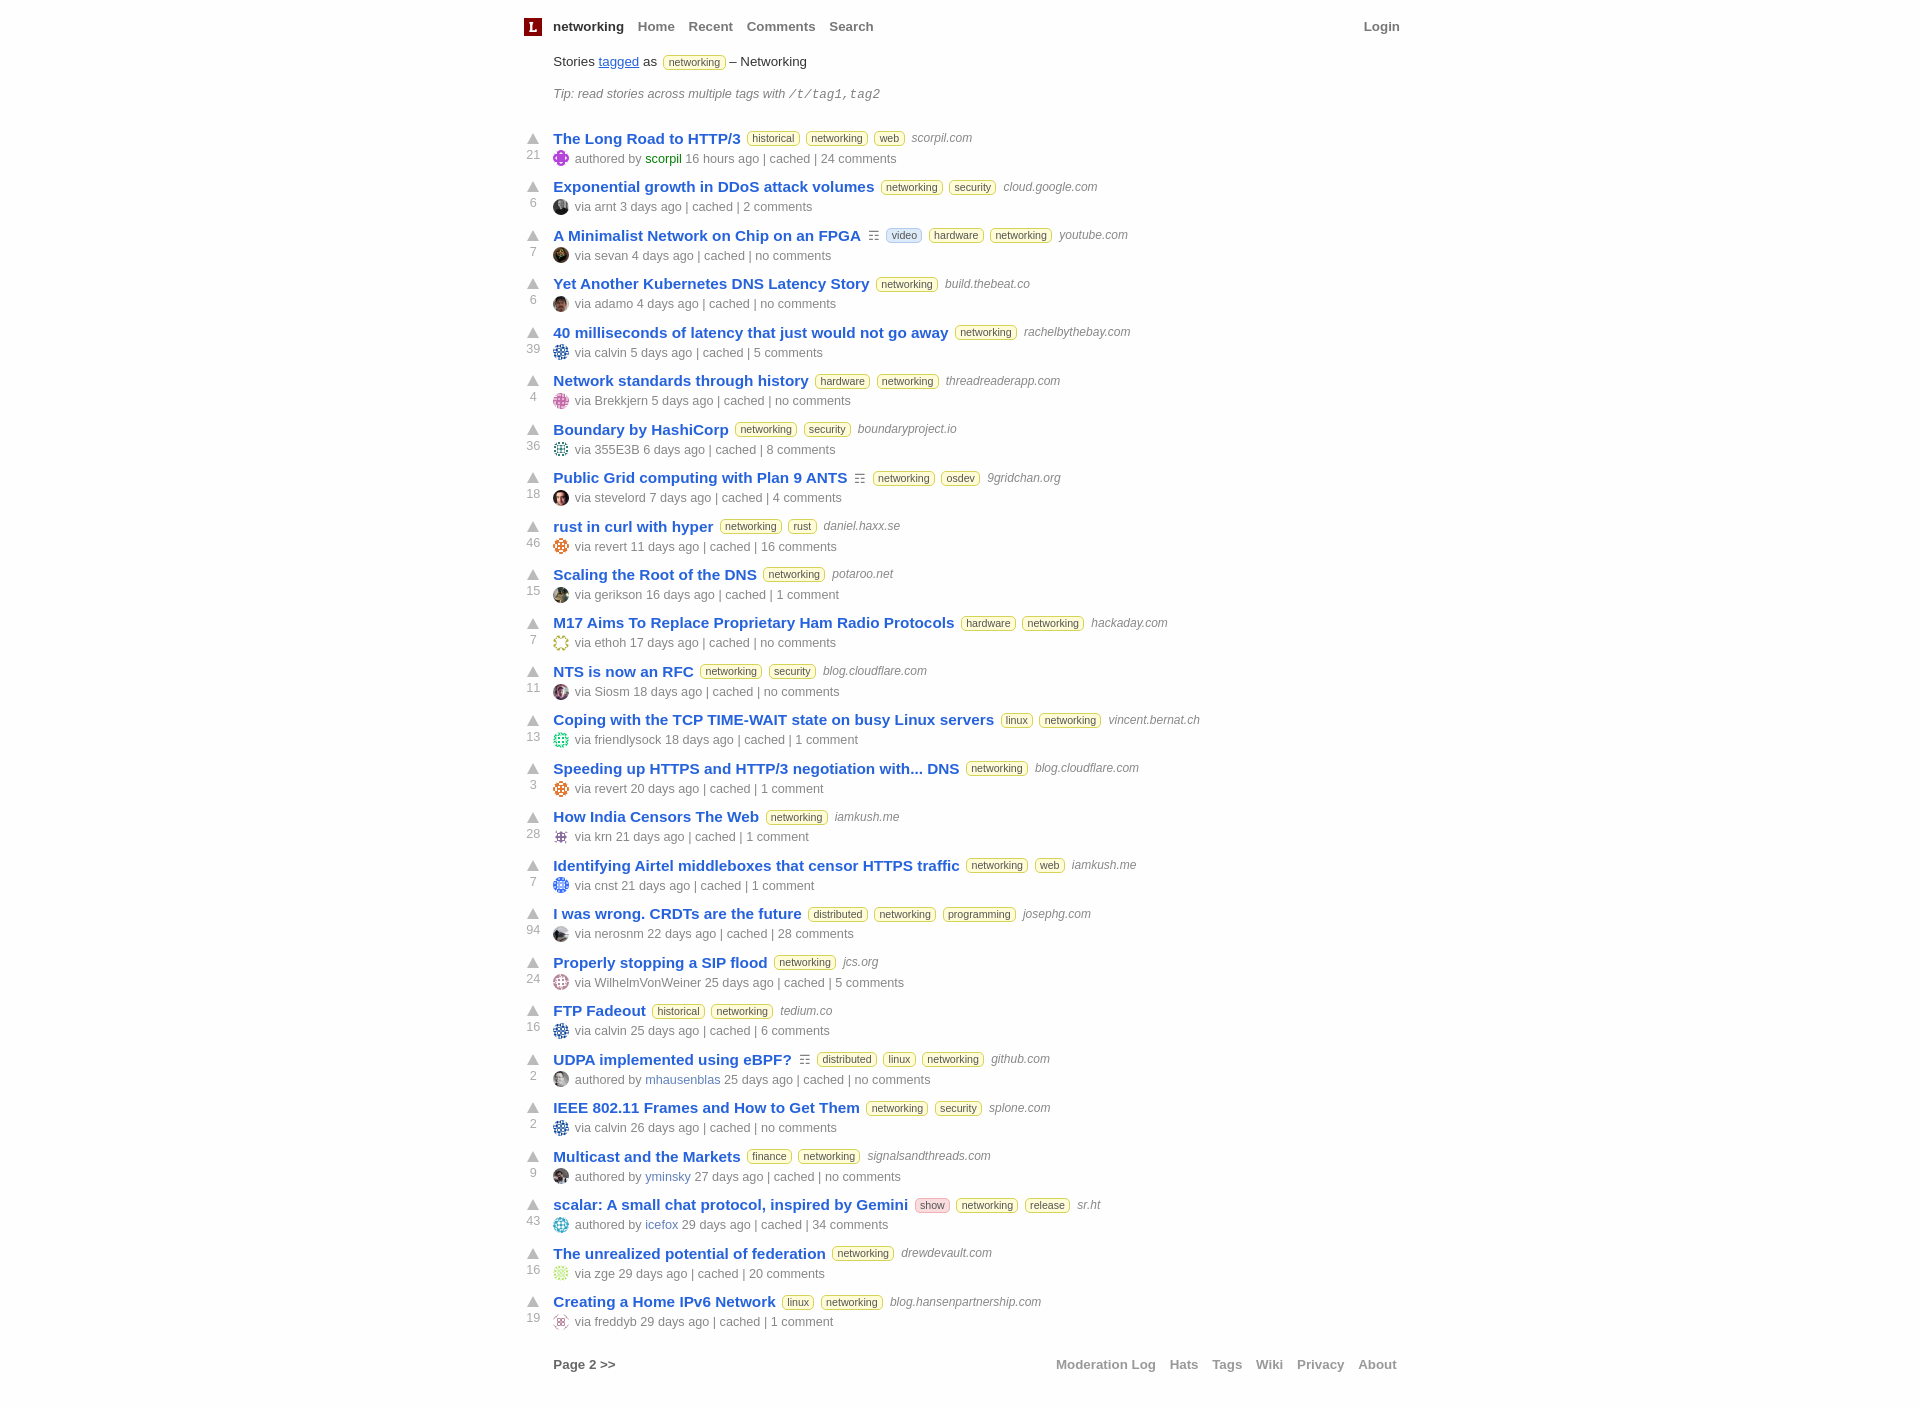 L networking Home Recent Comments Search Login
Stories tagged as networking – Networking
Tip: read stories across multiple tags with /t/tag1,tag2
The Long Road to HTTP/3 historical networking web scorpil.com
21 authored by scorpil 16 hours ago | cached | 24 comments
Exponential growth in DDoS attack volumes networking security cloud.google.com
6 via arnt 3 days ago | cached | 2 comments
A Minimalist Network on Chip on an FPGA ☶ video hardware networking youtube.com
7 via sevan 4 days ago | cached | no comments
Yet Another Kubernetes DNS Latency Story networking build.thebeat.co
6 via adamo 4 days ago | cached | no comments
40 milliseconds of latency that just would not go away networking rachelbythebay.com
39 via calvin 5 days ago | cached | 5 comments
Network standards through history hardware networking threadreaderapp.com
4 via Brekkjern 5 days ago | cached | no comments
Boundary by HashiCorp networking security boundaryproject.io
36 via 355E3B 6 days ago | cached | 8 comments
Public Grid computing with Plan 9 ANTS ☶ networking osdev 9gridchan.org
18 via stevelord 7 days ago | cached | 4 comments
rust in curl with hyper networking rust daniel.haxx.se
46 via revert 11 days ago | cached | 16 comments
Scaling the Root of the DNS networking potaroo.net
15 via gerikson 16 days ago | cached | 1 comment
M17 Aims To Replace Proprietary Ham Radio Protocols hardware networking hackaday.com
7 via ethoh 17 days ago | cached | no comments
NTS is now an RFC networking security blog.cloudflare.com
11 via Siosm 18 days ago | cached | no comments
Coping with the TCP TIME-WAIT state on busy Linux servers linux networking vincent.bernat.ch
13 via friendlysock 18 days ago | cached | 1 comment
Speeding up HTTPS and HTTP/3 negotiation with... DNS networking blog.cloudflare.com
3 via revert 20 days ago | cached | 1 comment
How India Censors The Web networking iamkush.me
28 via krn 21 days ago | cached | 1 comment
Identifying Airtel middleboxes that censor HTTPS traffic networking web iamkush.me
7 via cnst 21 days ago | cached | 1 comment
I was wrong. CRDTs are the future distributed networking programming josephg.com
94 via nerosnm 22 days ago | cached | 28 comments
Properly stopping a SIP flood networking jcs.org
24 via WilhelmVonWeiner 25 days ago | cached | 5 comments
FTP Fadeout historical networking tedium.co
16 via calvin 25 days ago | cached | 6 comments
UDPA implemented using eBPF? ☶ distributed linux networking github.com
2 authored by mhausenblas 25 days ago | cached | no comments
IEEE 802.11 Frames and How to Get Them networking security splone.com
2 via calvin 26 days ago | cached | no comments
Multicast and the Markets finance networking signalsandthreads.com
9 authored by yminsky 27 days ago | cached | no comments
scalar: A small chat protocol, inspired by Gemini show networking release sr.ht
43 authored by icefox 29 days ago | cached | 34 comments
The unrealized potential of federation networking drewdevault.com
16 via zge 29 days ago | cached | 20 comments
Creating a Home IPv6 Network linux networking blog.hansenpartnership.com
19 via freddyb 29 days ago | cached | 1 comment
Page 2 >> Moderation Log Hats Tags Wiki Privacy About